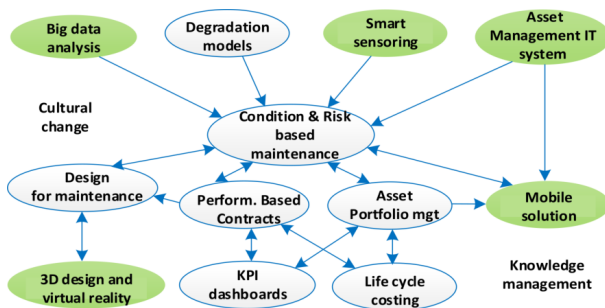 Big data
analysis
Degradation
models
Smart
sensoring
Asset
Management IT
system
Cultural
change
Condition & Risk
based
maintenance
Design
for maintenance
Perform. Based
Contracts
Asset
Portfolio mgt
Mobile
solution
3D design and
virtual reality
KPI
dashboards
Life cycle
costing
Knowledge
management